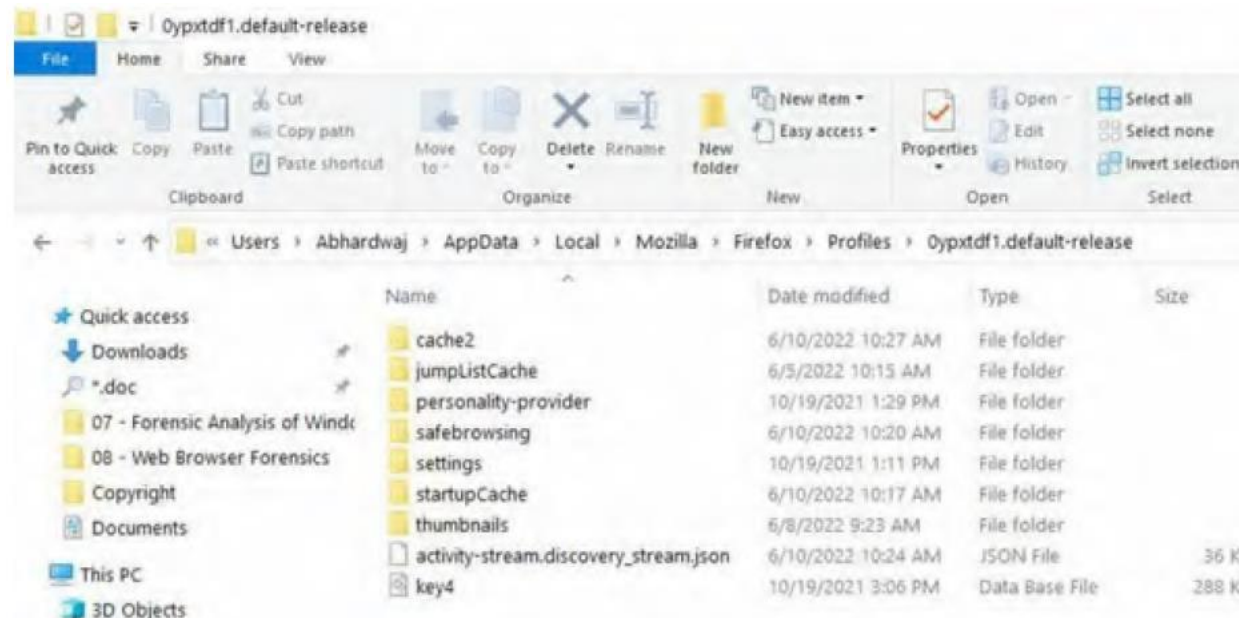 0ypxtdf1.default-release
File Home Share View
Pin to Quick access Copy Paste Cut Copy path Paste shortcut Move to Copy to Delete Rename New folder New item Easy access Properties Open Edit History Select all Select none Invert selection
Clipboard Organize New Open Select
« Users › Abhardwaj › AppData › Local › Mozilla › Firefox › Profiles › 0ypxtdf1.default-release
Name Date modified Type Size
Quick access
Downloads
*.doc
07 - Forensic Analysis of Windo
08 - Web Browser Forensics
Copyright
Documents
This PC
3D Objects
cache2 6/10/2022 10:27 AM File folder
jumpListCache 6/5/2022 10:15 AM File folder
personality-provider 10/19/2021 1:29 PM File folder
safebrowsing 6/10/2022 10:20 AM File folder
settings 10/19/2021 1:11 PM File folder
startupCache 6/10/2022 10:17 AM File folder
thumbnails 6/8/2022 9:23 AM File folder
activity-stream.discovery_stream.json 6/10/2022 10:24 AM JSON File 36 K
key4 10/19/2021 3:06 PM Data Base File 288 K